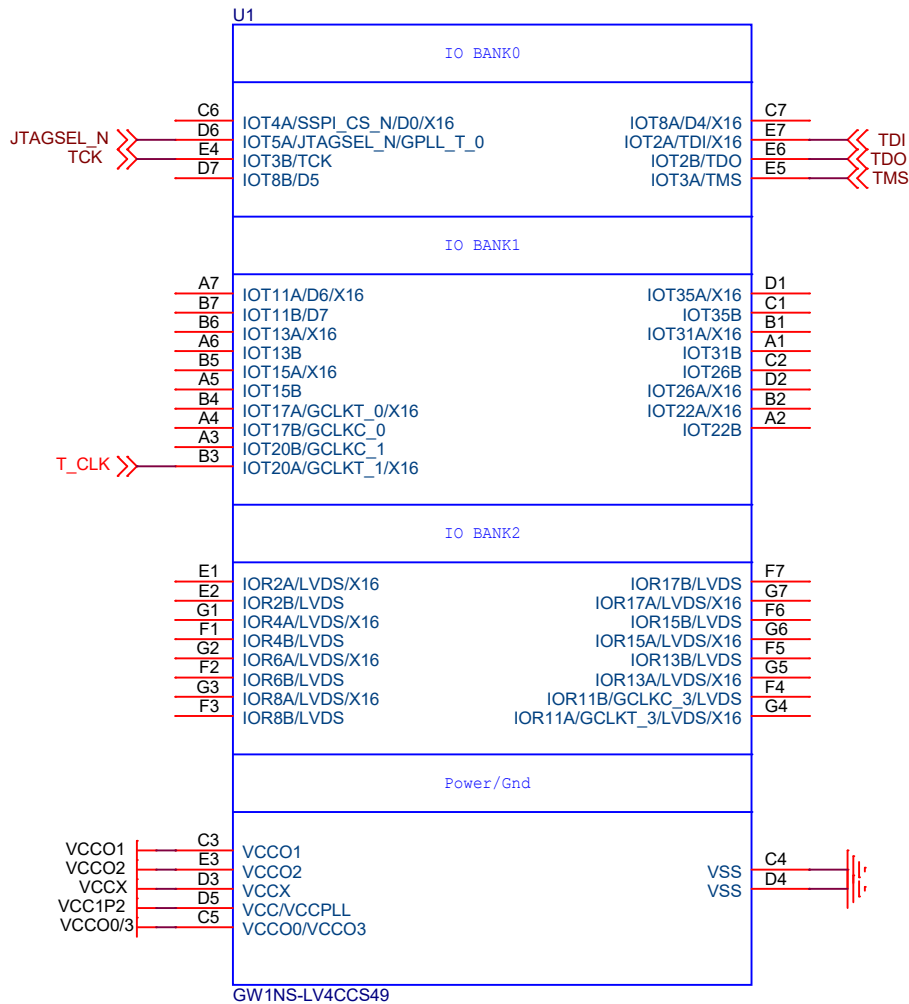 U1
IO BANK0
C6 IOT4A/SSPI_CS_N/D0/X16 IOT8A/D4/X16 C7
JTAGSEL_N D6 IOT5A/JTAGSEL_N/GPLL_T_0 IOT2A/TDI/X16 E7 TDI
TCK E4 IOT3B/TCK IOT2B/TDO E6 TDO
D7 IOT8B/D5 IOT3A/TMS E5 TMS
IO BANK1
A7 IOT11A/D6/X16 IOT35A/X16 D1
B7 IOT11B/D7 IOT35B C1
B6 IOT13A/X16 IOT31A/X16 B1
A6 IOT13B IOT31B A1
B5 IOT15A/X16 IOT26B C2
A5 IOT15B IOT26A/X16 D2
B4 IOT17A/GCLKT_0/X16 IOT22A/X16 B2
A4 IOT17B/GCLKC_0 IOT22B A2
A3 IOT20B/GCLKC_1
T_CLK B3 IOT20A/GCLKT_1/X16
IO BANK2
E1 IOR2A/LVDS/X16 IOR17B/LVDS F7
E2 IOR2B/LVDS IOR17A/LVDS/X16 G7
G1 IOR4A/LVDS/X16 IOR15B/LVDS F6
F1 IOR4B/LVDS IOR15A/LVDS/X16 G6
G2 IOR6A/LVDS/X16 IOR13B/LVDS F5
F2 IOR6B/LVDS IOR13A/LVDS/X16 G5
G3 IOR8A/LVDS/X16 IOR11B/GCLKC_3/LVDS F4
F3 IOR8B/LVDS IOR11A/GCLKT_3/LVDS/X16 G4
Power/Gnd
VCCO1 C3 VCCO1
VCCO2 E3 VCCO2 VSS C4
VCCX D3 VCCX VSS D4
VCC1P2 D5 VCC/VCCPLL
VCCO0/3 C5 VCCO0/VCCO3
GW1NS-LV4CCS49